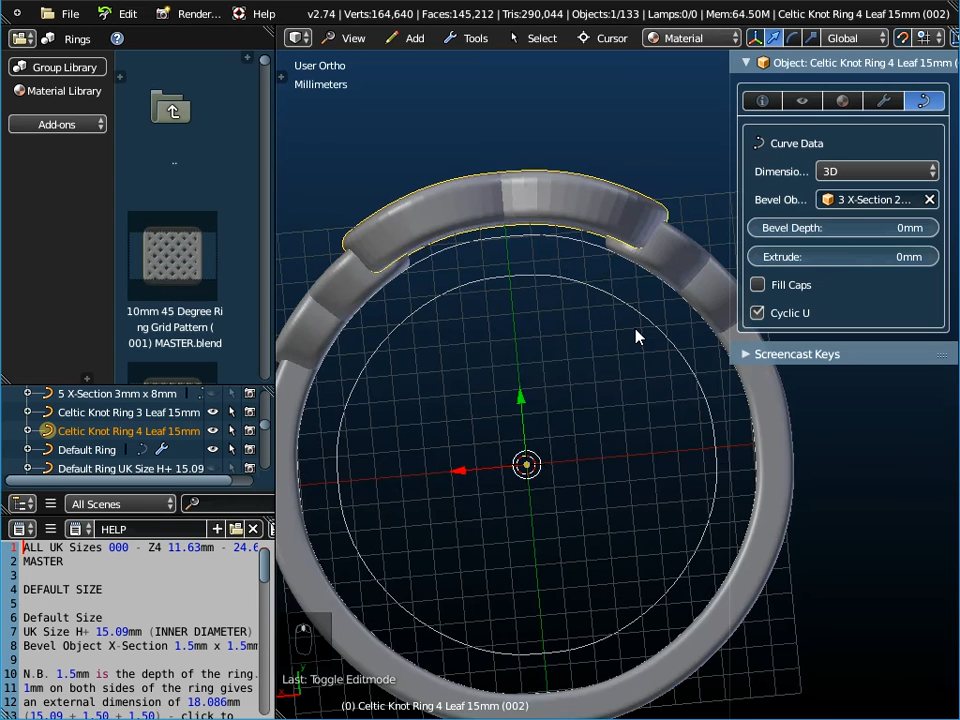 File Edit Render... Help v2.74 | Verts:164,640 | Faces:145,212 | Tris:290,044 | Objects:1/133 | Lamps:0/0 | Mem:64.50M | Celtic Knot Ring 4 Leaf 15mm (002)
Rings
View Add Tools Select Cursor Material Global
Group Library
Material Library
Add-ons
..
10mm 45 Degree Ri
ng Grid Pattern (
001) MASTER.blend
User Ortho
Millimeters
Object: Celtic Knot Ring 4 Leaf 15mm (
Curve Data
Dimensio... 3D
Bevel Ob... 3 X-Section 2...
Bevel Depth: 0mm
Extrude: 0mm
Fill Caps
Cyclic U
Screencast Keys
5 X-Section 3mm x 8mm
Celtic Knot Ring 3 Leaf 15mm
Celtic Knot Ring 4 Leaf 15mm
Default Ring
Default Ring UK Size H+ 15.09
All Scenes
HELP
1 ALL UK Sizes 000 - Z4 11.63mm - 24.6
2 MASTER
3
4 DEFAULT SIZE
5
6 Default Size
7 UK Size H+ 15.09mm (INNER DIAMETER)
8 Bevel Object X-Section 1.5mm x 1.5mm
9
10 N.B. 1.5mm is the depth of the ring.
11 1mm on both sides of the ring gives
12 an external dimension of 18.086mm
13 (15.09 + 1.50 + 1.50) - click to
Last: Toggle Editmode
(0) Celtic Knot Ring 4 Leaf 15mm (002)
y
x